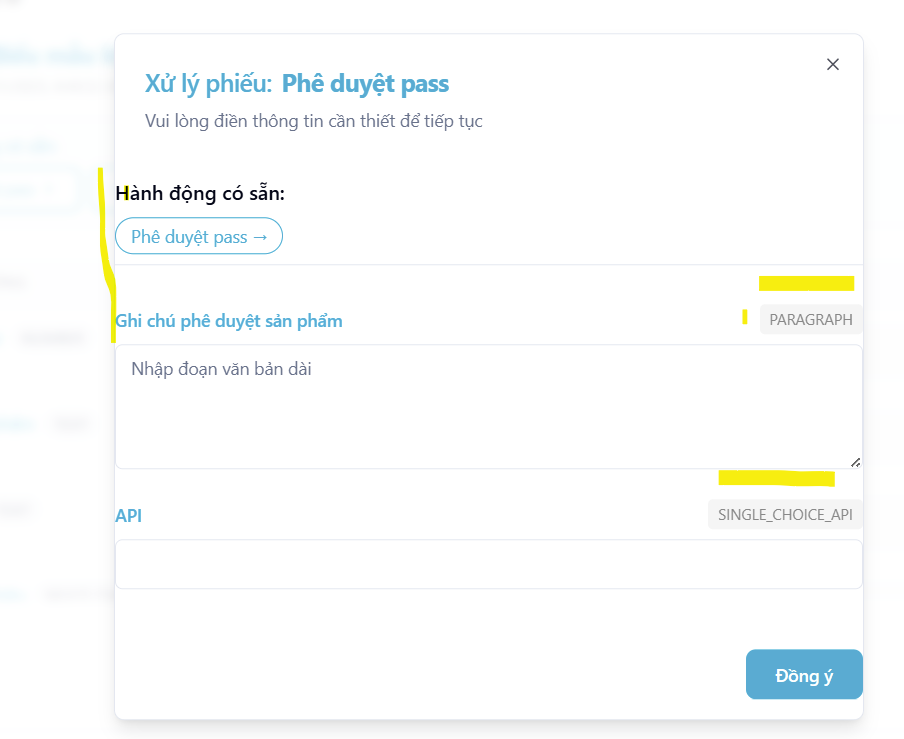 Xử lý phiếu: Phê duyệt pass
Vui lòng điền thông tin cần thiết để tiếp tục
Hành động có sẵn:
Phê duyệt pass →
Ghi chú phê duyệt sản phẩm PARAGRAPH
Nhập đoạn văn bản dài
API SINGLE_CHOICE_API
Đồng ý